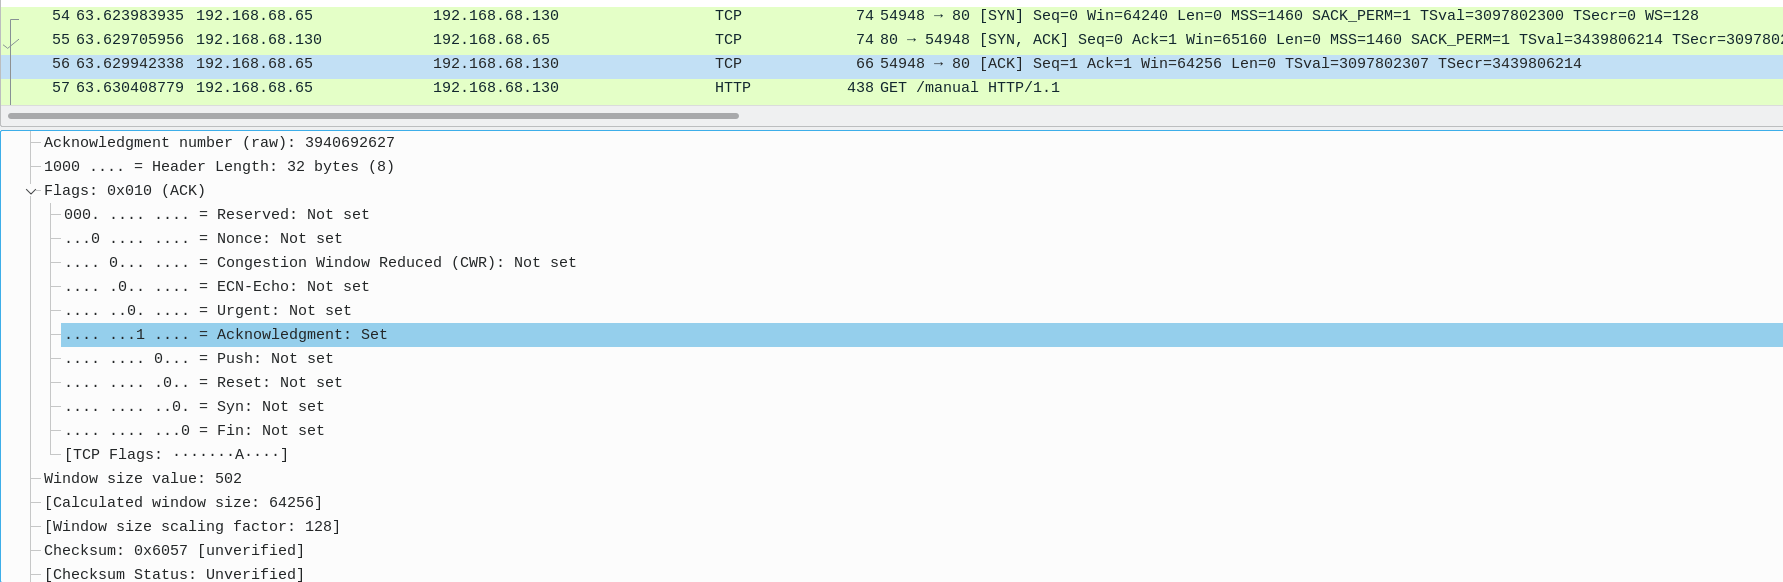 54 63.623983935 192.168.68.65 192.168.68.130 TCP 74 54948 → 80 [SYN] Seq=0 Win=64240 Len=0 MSS=1460 SACK_PERM=1 TSval=3097802300 TSecr=0 WS=128
55 63.629705956 192.168.68.130 192.168.68.65 TCP 74 80 → 54948 [SYN, ACK] Seq=0 Ack=1 Win=65160 Len=0 MSS=1460 SACK_PERM=1 TSval=3439806214 TSecr=309780
56 63.629942338 192.168.68.65 192.168.68.130 TCP 66 54948 → 80 [ACK] Seq=1 Ack=1 Win=64256 Len=0 TSval=3097802307 TSecr=3439806214
57 63.630408779 192.168.68.65 192.168.68.130 HTTP 438 GET /manual HTTP/1.1
Acknowledgment number (raw): 3940692627
1000 .... = Header Length: 32 bytes (8)
Flags: 0x010 (ACK)
000. .... .... = Reserved: Not set
...0 .... .... = Nonce: Not set
.... 0... .... = Congestion Window Reduced (CWR): Not set
.... .0.. .... = ECN-Echo: Not set
.... ..0. .... = Urgent: Not set
.... ...1 .... = Acknowledgment: Set
.... .... 0... = Push: Not set
.... .... .0.. = Reset: Not set
.... .... ..0. = Syn: Not set
.... .... ...0 = Fin: Not set
[TCP Flags: ·······A····]
Window size value: 502
[Calculated window size: 64256]
[Window size scaling factor: 128]
Checksum: 0x6057 [unverified]
[Checksum Status: Unverified]